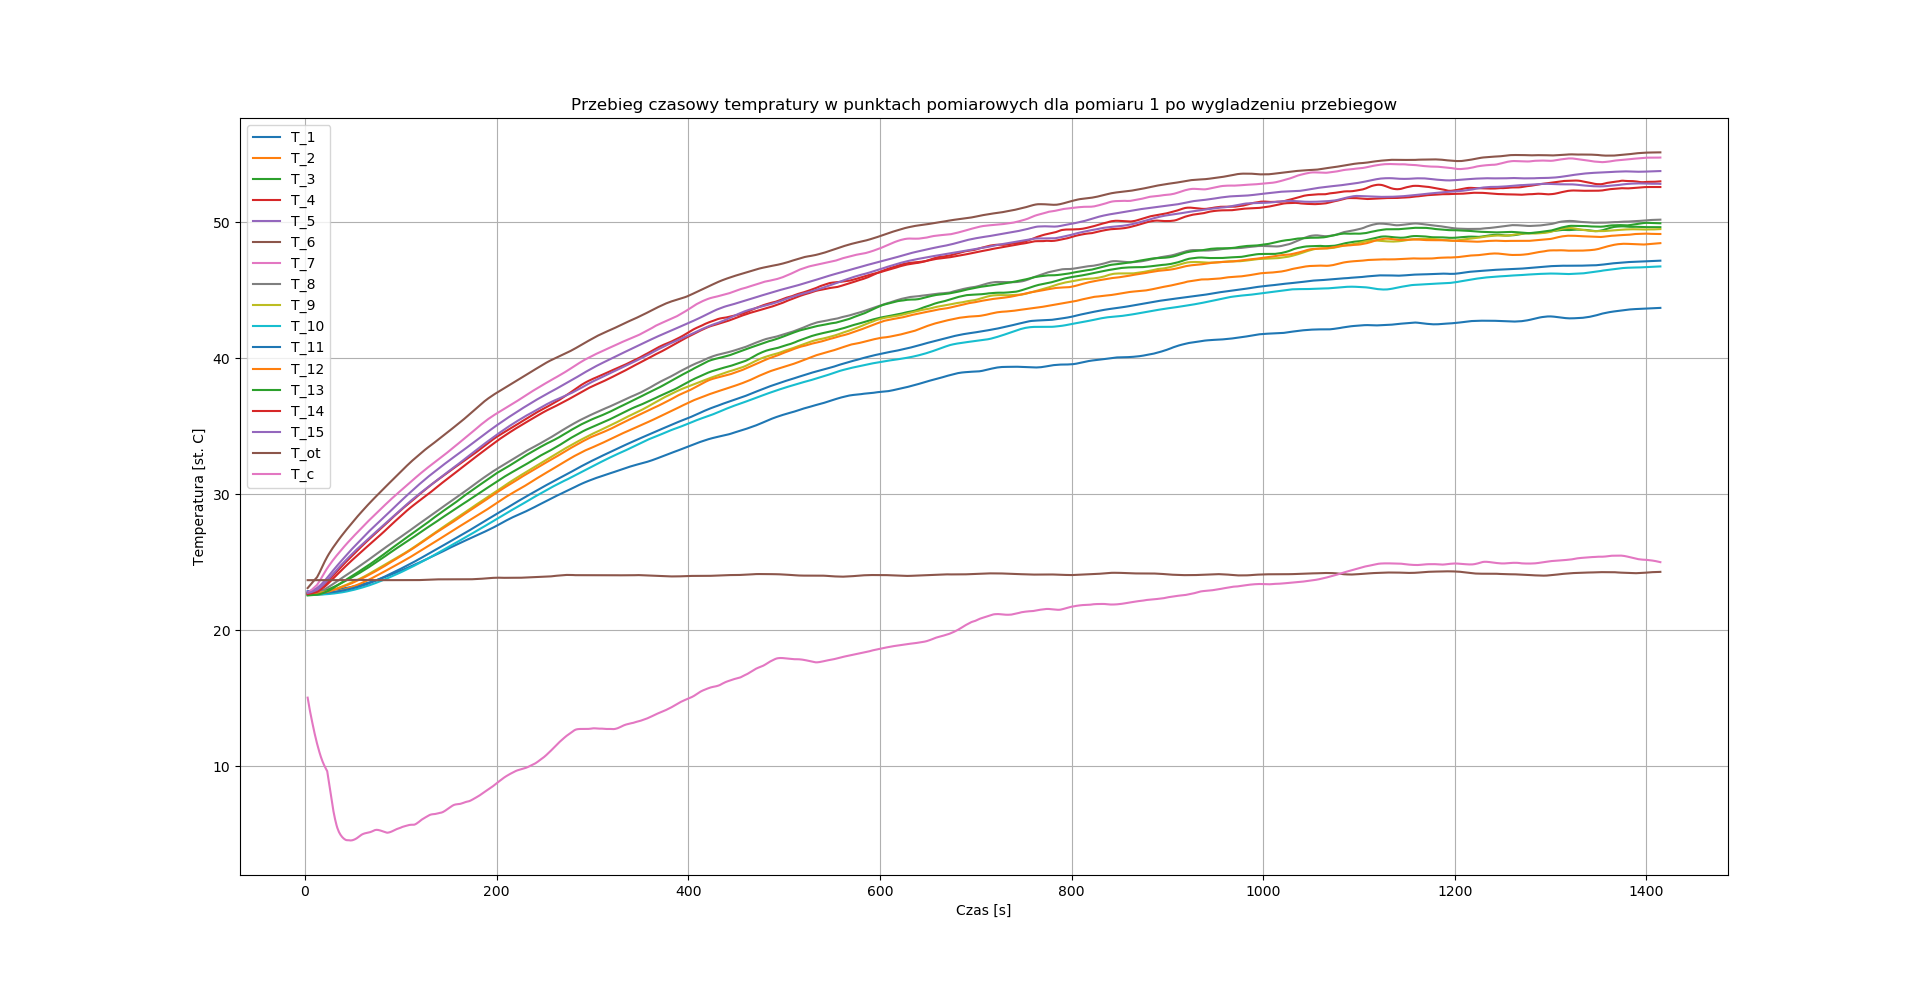 Przebieg czasowy tempratury w punktach pomiarowych dla pomiaru 1 po wygladzeniu przebiegow
T_1
T_2
T_3
T_4
T_5
T_6
T_7
T_8
T_9
T_10
T_11
T_12
T_13
T_14
T_15
T_ot
T_c
Temperatura [st. C]
50
40
30
20
10
0 200 400 600 800 1000 1200 1400
Czas [s]